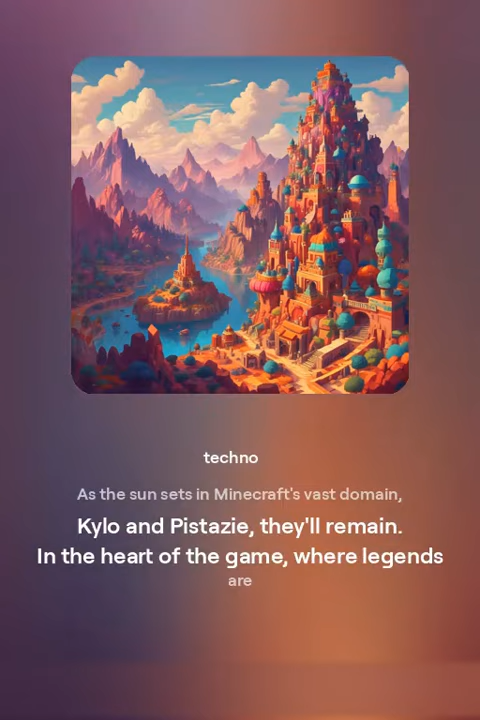 techno
As the sun sets in Minecraft's vast domain,
Kylo and Pistazie, they'll remain.
In the heart of the game, where legends
are